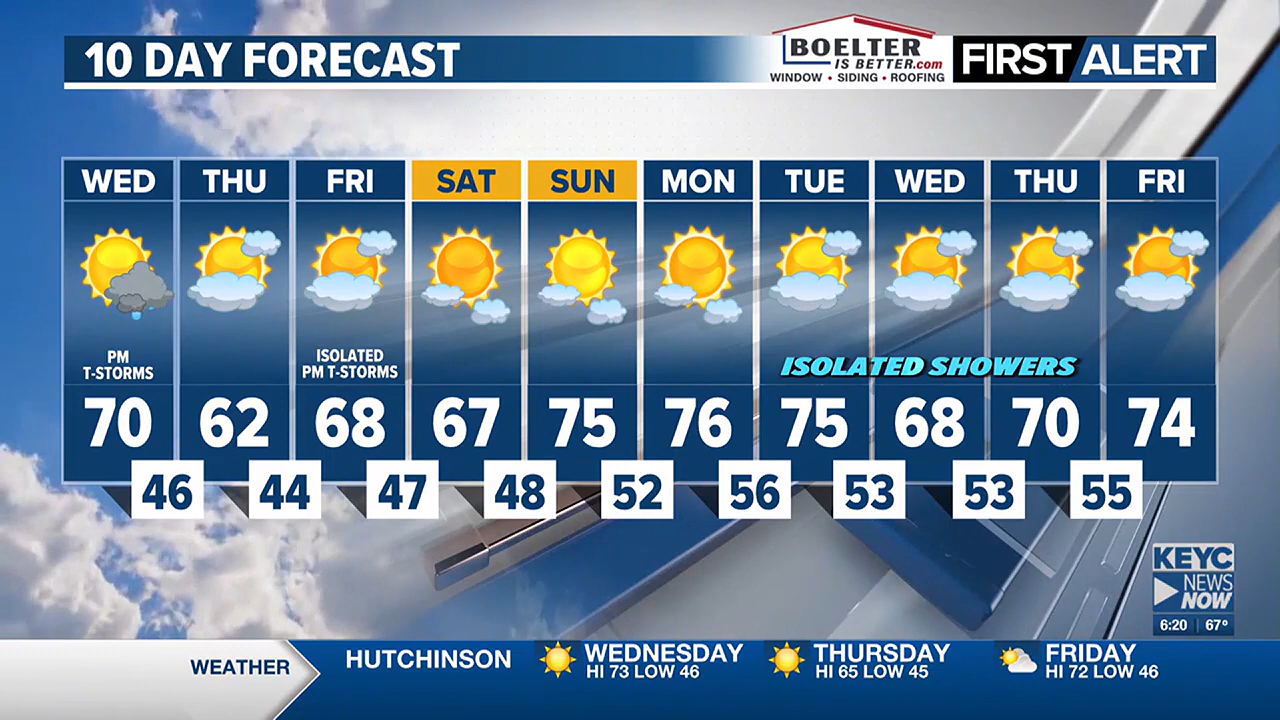 10 DAY FORECAST
BOELTER
IS BETTER.com
WINDOW • SIDING • ROOFING
FIRST ALERT
WED THU FRI SAT SUN MON TUE WED THU FRI
PM
T-STORMS
ISOLATED
PM T-STORMS
ISOLATED SHOWERS
70 62 68 67 75 76 75 68 70 74
46 44 47 48 52 56 53 53 55
KEYC
NEWS
NOW
6:20 67°
WEATHER
HUTCHINSON
WEDNESDAY
HI 73 LOW 46
THURSDAY
HI 65 LOW 45
FRIDAY
HI 72 LOW 46